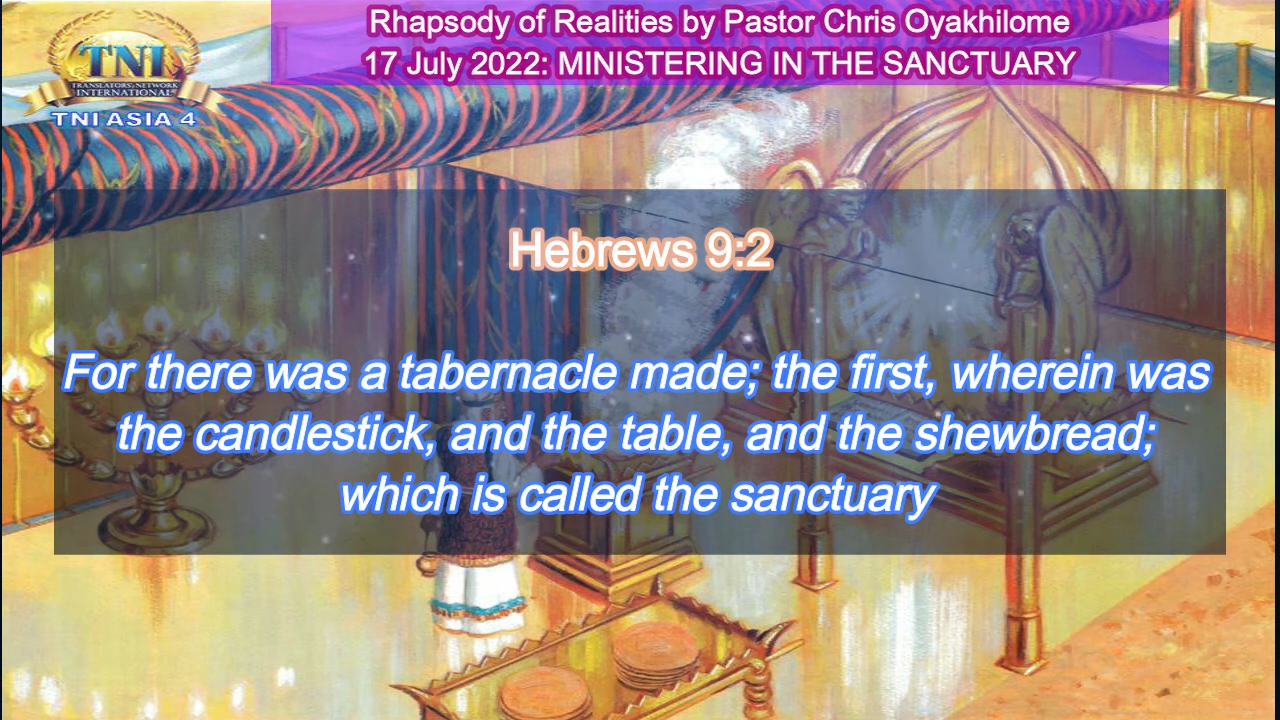 Rhapsody of Realities by Pastor Chris Oyakhilome
17 July 2022: MINISTERING IN THE SANCTUARY
TNI
TRANSLATORS' NETWORK
INTERNATIONAL
TNI ASIA 4
Hebrews 9:2
For there was a tabernacle made; the first, wherein was
the candlestick, and the table, and the shewbread;
which is called the sanctuary